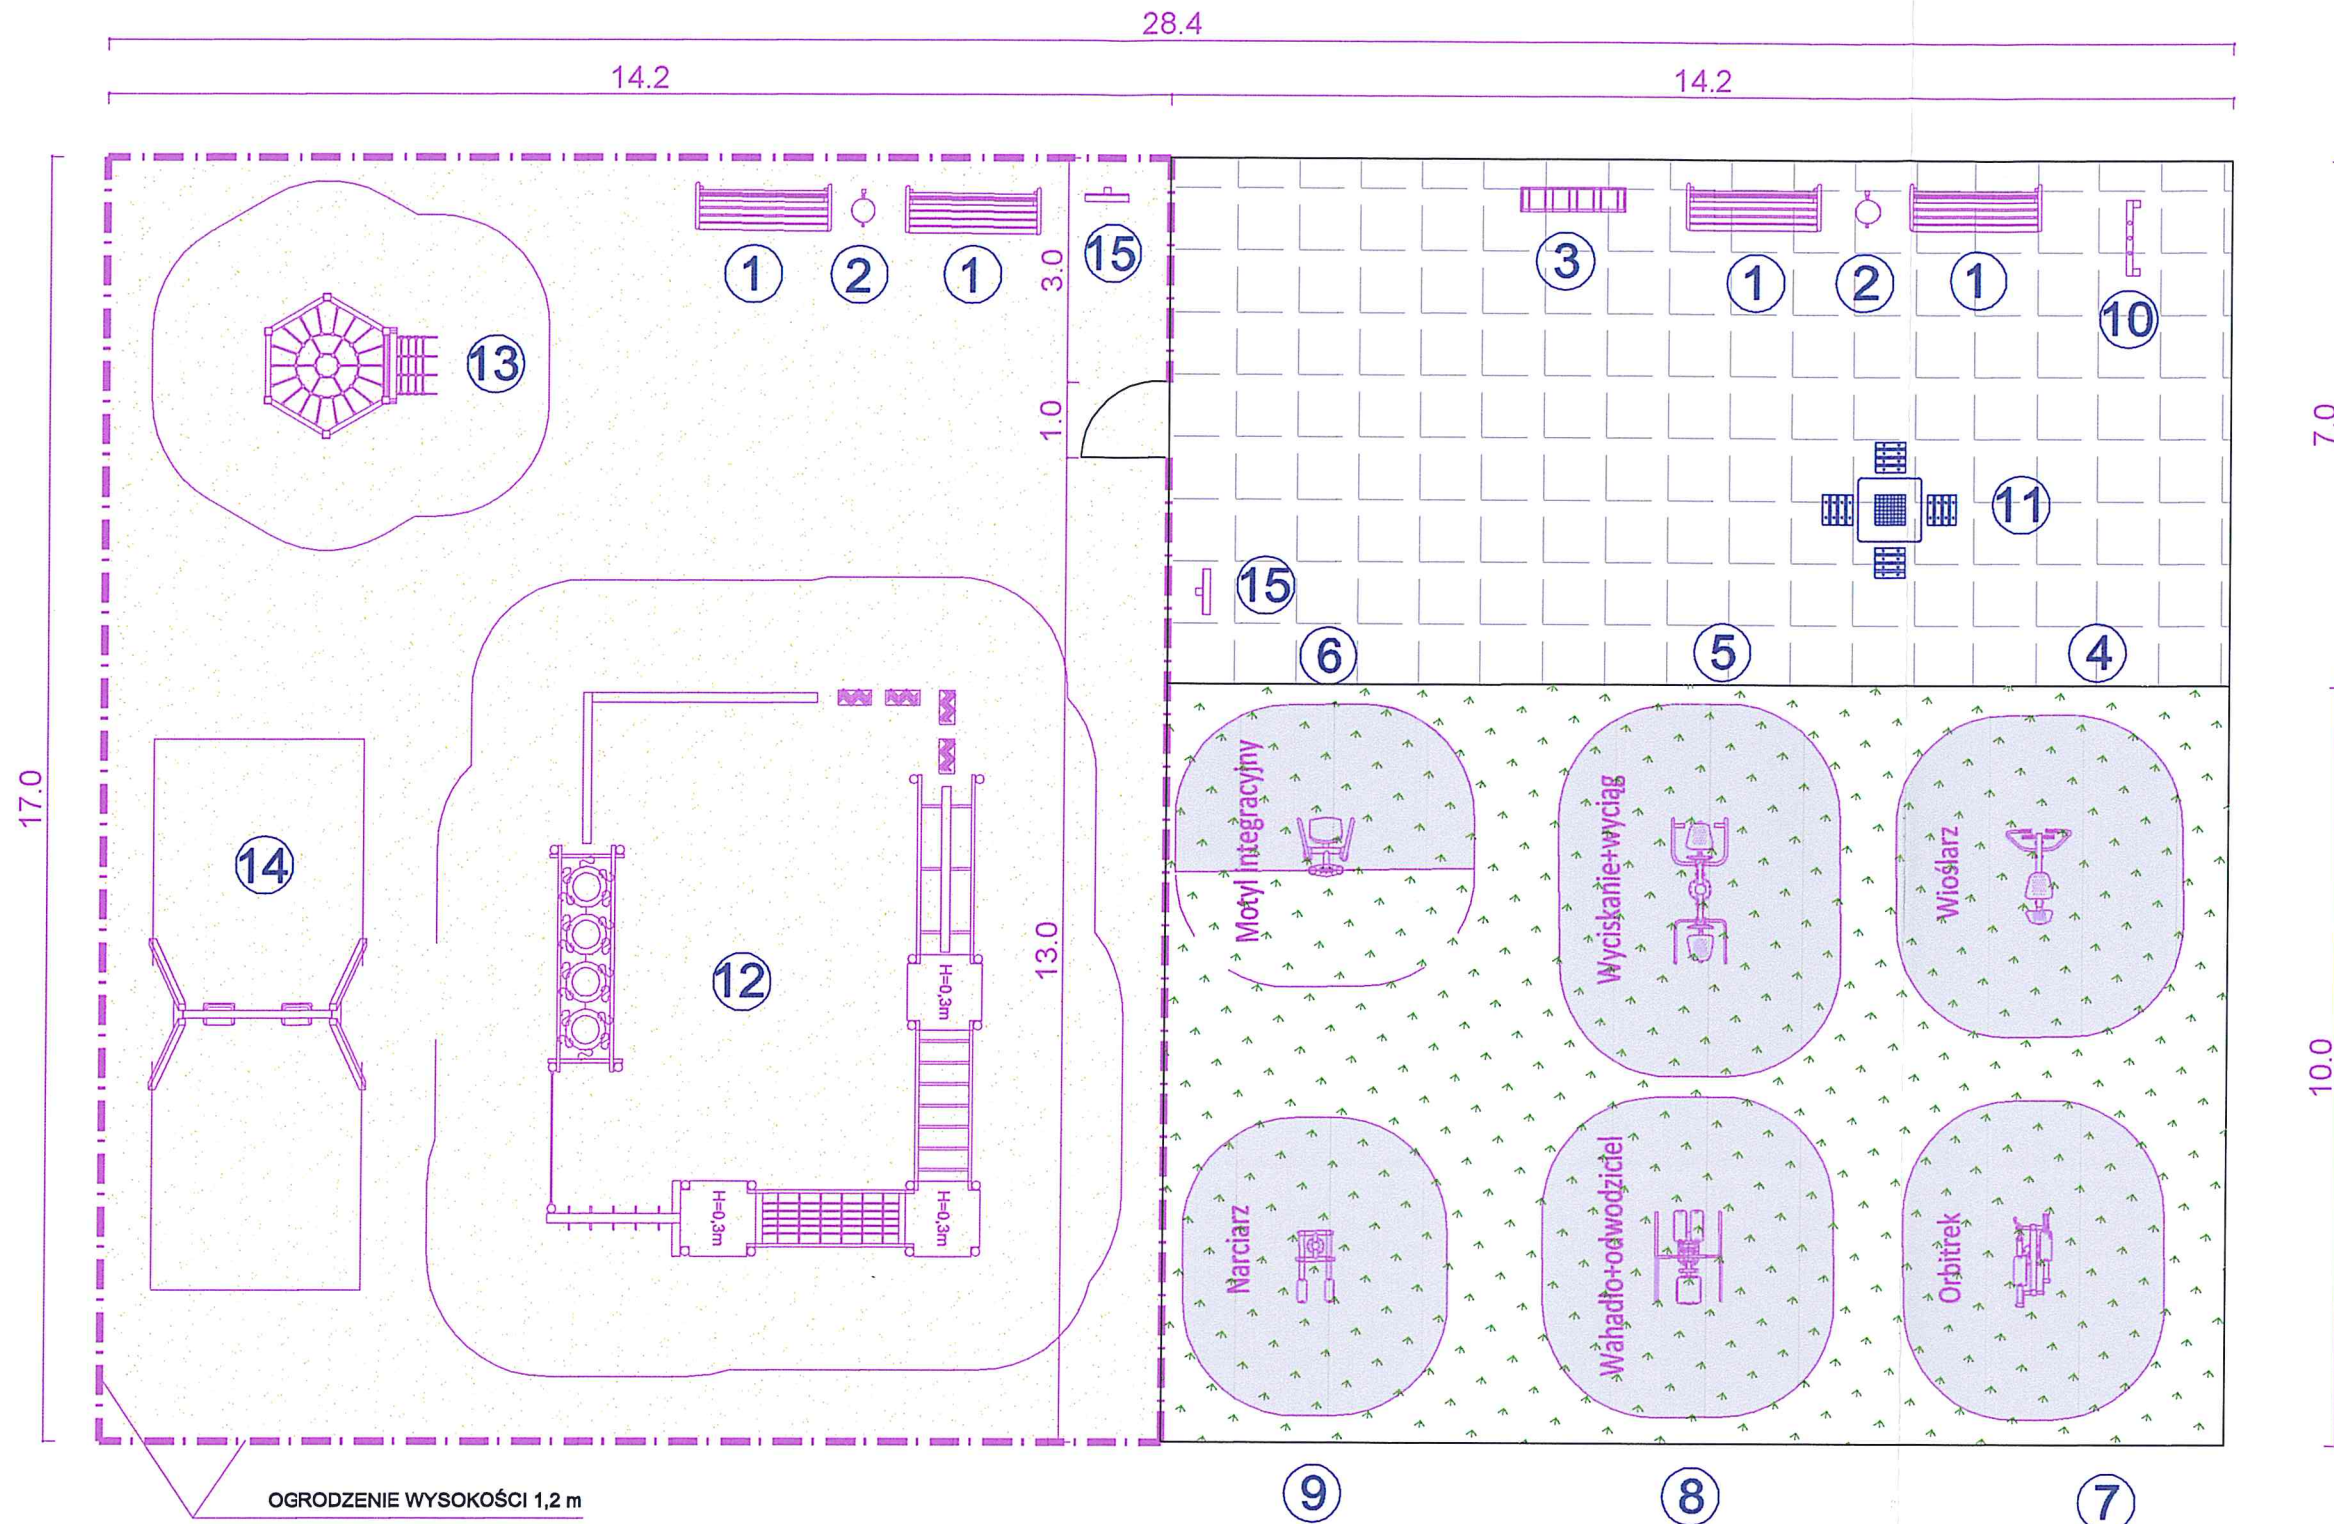 28.4
14.2
14.2
1
2
1
15
3
1
2
1
10
3.0
13
1.0
7.0
11
15
6
5
4
17.0
14
12
13.0
H=0,3m
H=0,3m
H=0,3m
Motyl integracyjny
Wyciskanie+wyciąg
Wioślarz
10.0
Narciarz
Wahadło+odwodziciel
Orbitrek
OGRODZENIE WYSOKOŚCI 1,2 m
9
8
7